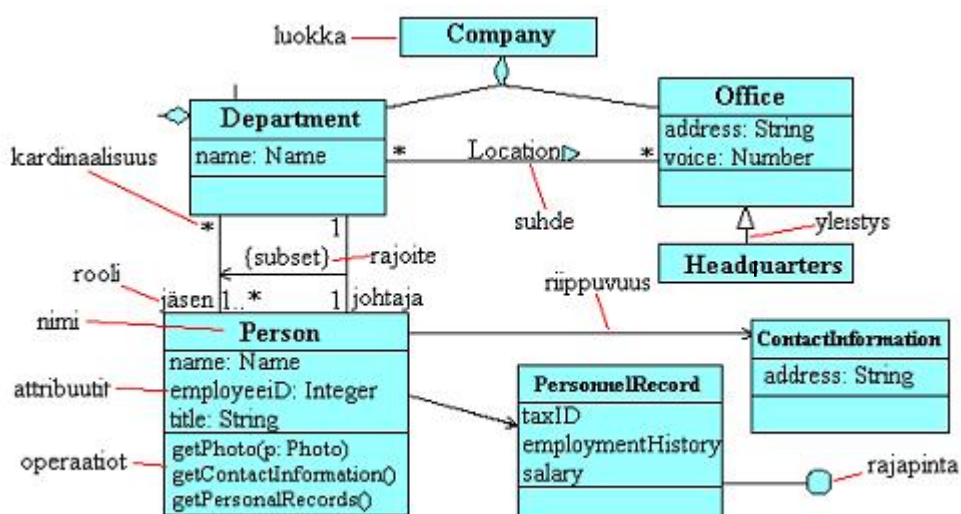 luokka
Company
Department
name: Name
Office
address: String
voice: Number
kardinaalisuus
*
Location
*
suhde
yleistys
Headquarters
*
1
{subset}
rajoite
rooli
jäsen
1..*
1
johtaja
riippuvuus
nimi
Person
name: Name
attribuutit
employeeiD: Integer
title: String
operaatiot
getPhoto(p: Photo)
getContactInformation()
getPersonalRecords()
ContactInformation
address: String
PersonnelRecord
taxID
employmentHistory
salary
rajapinta